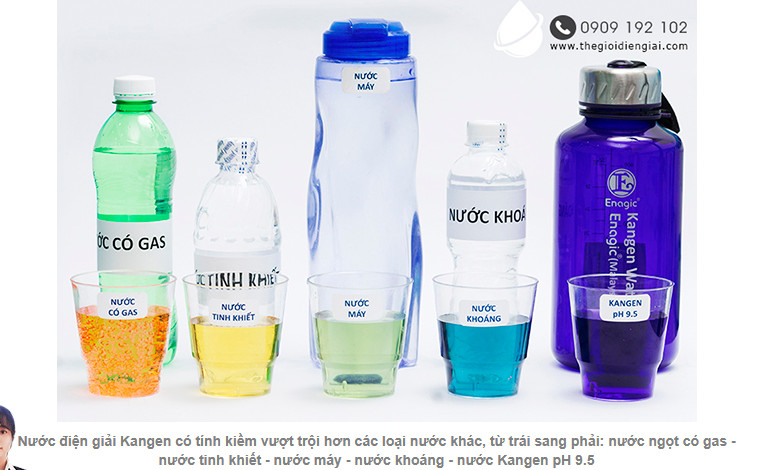 0909 192 102
www.thegioidiengiai.com
NƯỚC
MÁY
Enagic®
Kangen Wa
Enagic® (Malay
ỚC CÓ GAS
NƯỚC KHOÁ
TINH KHIẾT
NƯỚC
CÓ GAS
NƯỚC
TINH KHIẾT
NƯỚC
MÁY
NƯỚC
KHOÁNG
KANGEN
pH 9.5
Nước điện giải Kangen có tính kiềm vượt trội hơn các loại nước khác, từ trái sang phải: nước ngọt có gas -
nước tinh khiết - nước máy - nước khoáng - nước Kangen pH 9.5